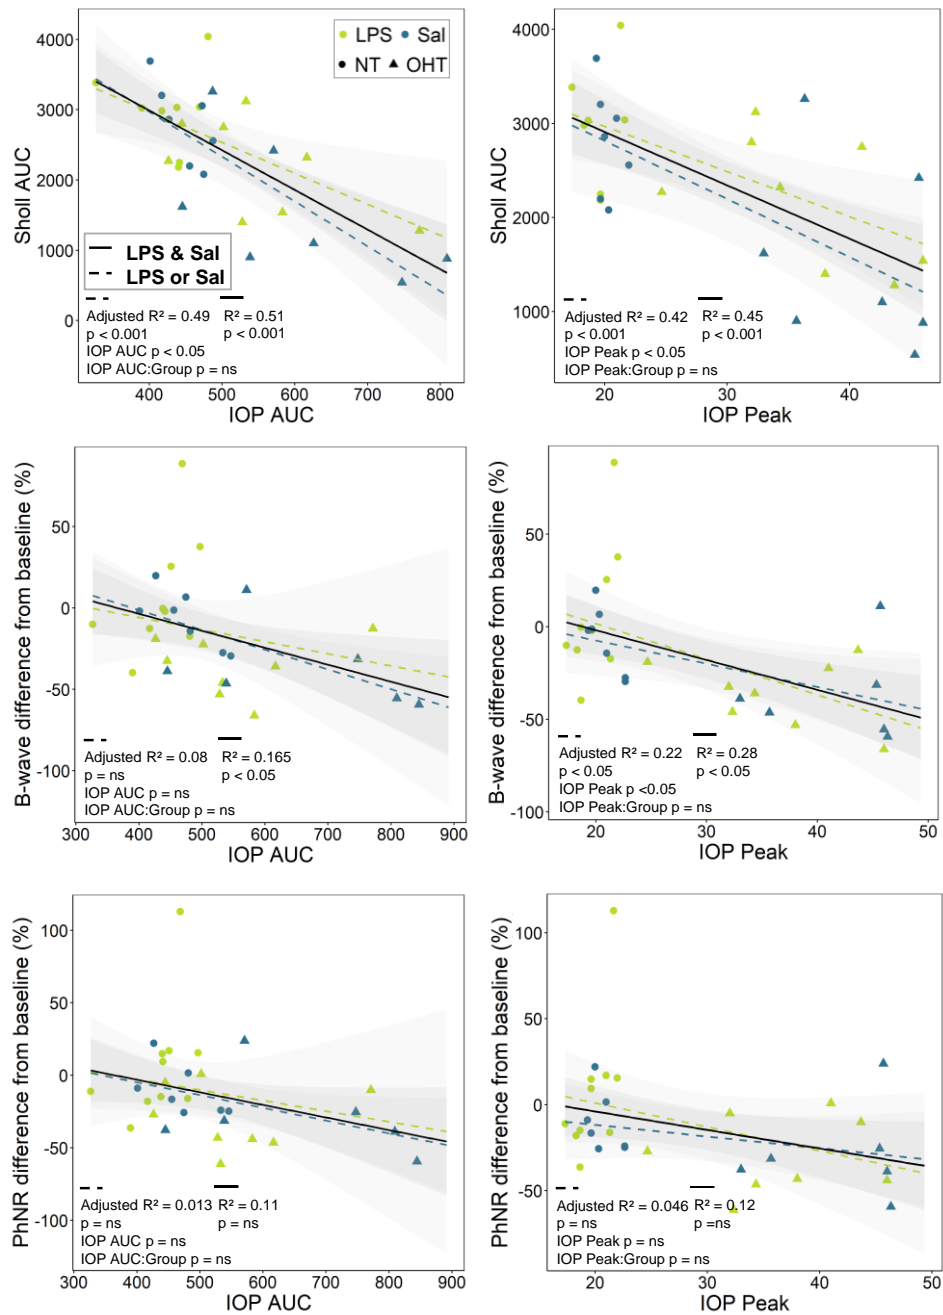 LPS Sal
NT OHT
4000
3000
2000
1000
0
Sholl AUC
LPS & Sal
LPS or Sal
Adjusted R² = 0.49 R² = 0.51
p < 0.001 p < 0.001
IOP AUC p < 0.05
IOP AUC:Group p = ns
400 500 600 700 800
IOP AUC
4000
3000
2000
1000
Sholl AUC
Adjusted R² = 0.42 R² = 0.45
p < 0.001 p < 0.001
IOP Peak p < 0.05
IOP Peak:Group p = ns
20 30 40
IOP Peak
50
0
-50
-100
B-wave difference from baseline (%)
Adjusted R² = 0.08 R² = 0.165
p = ns p < 0.05
IOP AUC p = ns
IOP AUC:Group p = ns
300 400 500 600 700 800 900
IOP AUC
50
0
-50
-100
B-wave difference from baseline (%)
Adjusted R² = 0.22 R² = 0.28
p < 0.05 p < 0.05
IOP Peak p <0.05
IOP Peak:Group p = ns
20 30 40 50
IOP Peak
100
50
0
-50
-100
PhNR difference from baseline (%)
Adjusted R² = 0.013 R² = 0.11
p = ns p = ns
IOP AUC p = ns
IOP AUC:Group p = ns
300 400 500 600 700 800 900
IOP AUC
100
50
0
-50
PhNR difference from baseline (%)
Adjusted R² = 0.046 R² = 0.12
p = ns p =ns
IOP Peak p = ns
IOP Peak:Group p = ns
20 30 40 50
IOP Peak